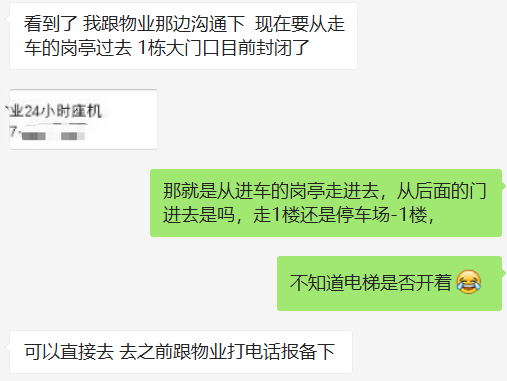 看到了 我跟物业那边沟通下  现在要从走
车的岗亭过去 1栋大门口目前封闭了
业24小时座机
7-
那就是从进车的岗亭走进去，从后面的门
进去是吗，走1楼还是停车场-1楼，
不知道电梯是否开着
可以直接去 去之前跟物业打电话报备下